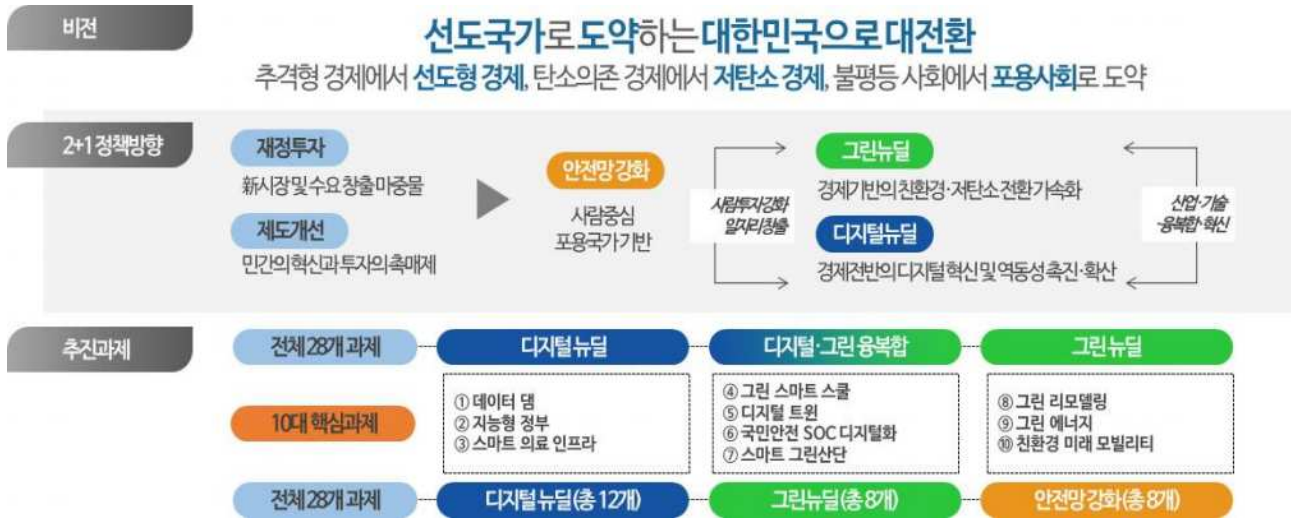 비전
선도국가로 도약하는 대한민국으로 대전환
추격형 경제에서 선도형 경제, 탄소의존 경제에서 저탄소 경제, 불평등 사회에서 포용사회로 도약
2+1 정책방향
재정투자
新시장 및 수요 창출 마중물
제도개선
민간의 혁신과 투자의 촉매제
안전망 강화
사람중심
포용국가 기반
사람투자강화
일자리창출
그린뉴딜
경제기반의 친환경·저탄소 전환 가속화
디지털뉴딜
경제전반의 디지털 혁신 및 역동성 촉진·확산
산업·기술
·융복합·혁신
추진과제
전체 28개 과제
디지털 뉴딜
디지털·그린 융복합
그린 뉴딜
10대 핵심과제
① 데이터 댐
② 지능형 정부
③ 스마트 의료 인프라
④ 그린 스마트 스쿨
⑤ 디지털 트윈
⑥ 국민안전 SOC 디지털화
⑦ 스마트 그린산단
⑧ 그린 리모델링
⑨ 그린 에너지
⑩ 친환경 미래 모빌리티
전체 28개 과제
디지털 뉴딜(총 12개)
그린뉴딜(총 8개)
안전망 강화(총 8개)